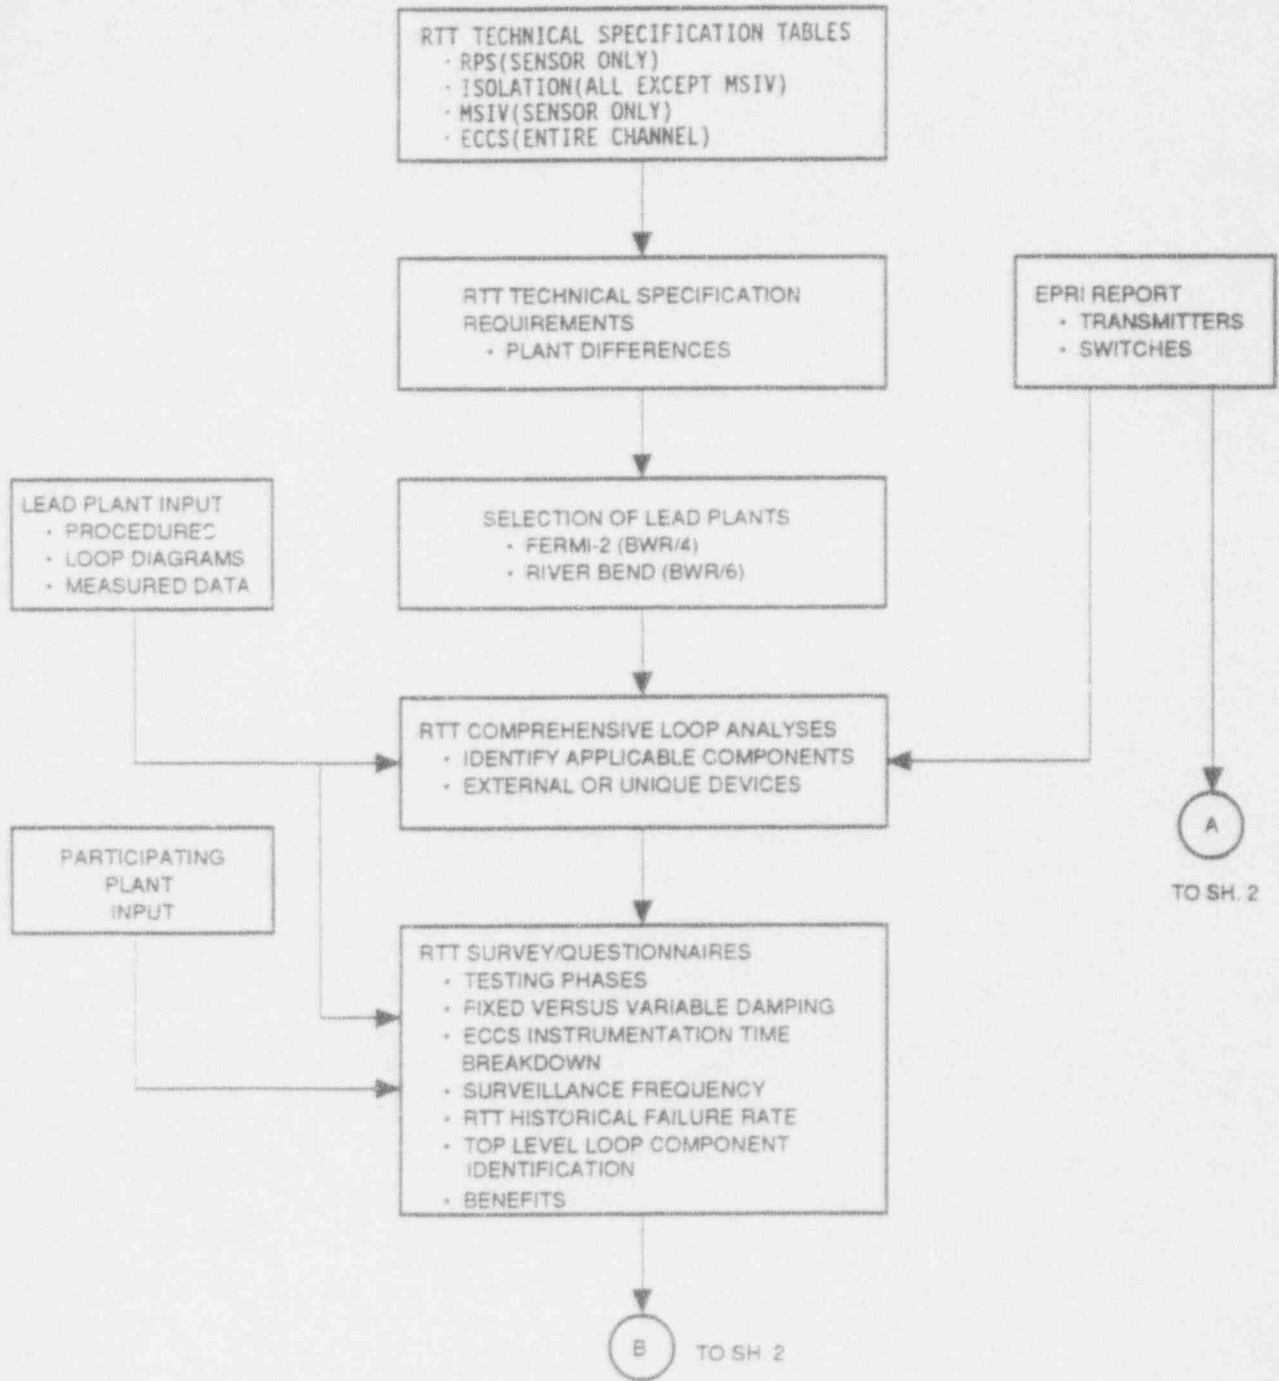 RTT TECHNICAL SPECIFICATION TABLES
· RPS(SENSOR ONLY)
· ISOLATION(ALL EXCEPT MSIV)
· MSIV(SENSOR ONLY)
· ECCS(ENTIRE CHANNEL)
RTT TECHNICAL SPECIFICATION
REQUIREMENTS
· PLANT DIFFERENCES
EPRI REPORT
· TRANSMITTERS
· SWITCHES
LEAD PLANT INPUT
· PROCEDURES
· LOOP DIAGRAMS
· MEASURED DATA
SELECTION OF LEAD PLANTS
· FERMI-2 (BWR/4)
· RIVER BEND (BWR/6)
RTT COMPREHENSIVE LOOP ANALYSES
· IDENTIFY APPLICABLE COMPONENTS
· EXTERNAL OR UNIQUE DEVICES
A
TO SH. 2
PARTICIPATING
PLANT
INPUT
RTT SURVEY/QUESTIONNAIRES
· TESTING PHASES
· FIXED VERSUS VARIABLE DAMPING
· ECCS INSTRUMENTATION TIME
BREAKDOWN
· SURVEILLANCE FREQUENCY
· RTT HISTORICAL FAILURE RATE
· TOP LEVEL LOOP COMPONENT
IDENTIFICATION
· BENEFITS
B
TO SH. 2